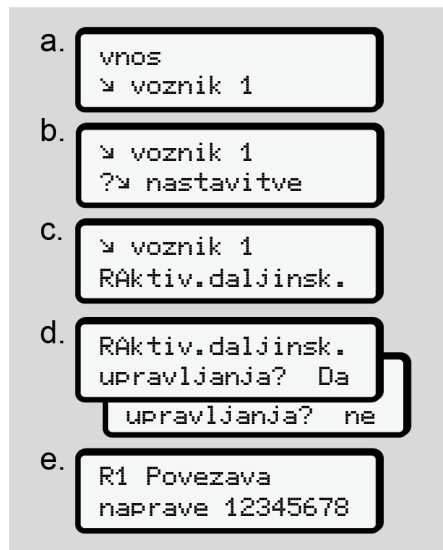 a.
vnos
↘ voznik 1
b.
↘ voznik 1
?↘ nastavitve
c.
↘ voznik 1
RAktiv.daljinsk.
d.
RAktiv.daljinsk.
upravljanja? Da
upravljanja? ne
e.
R1 Povezava
naprave 12345678